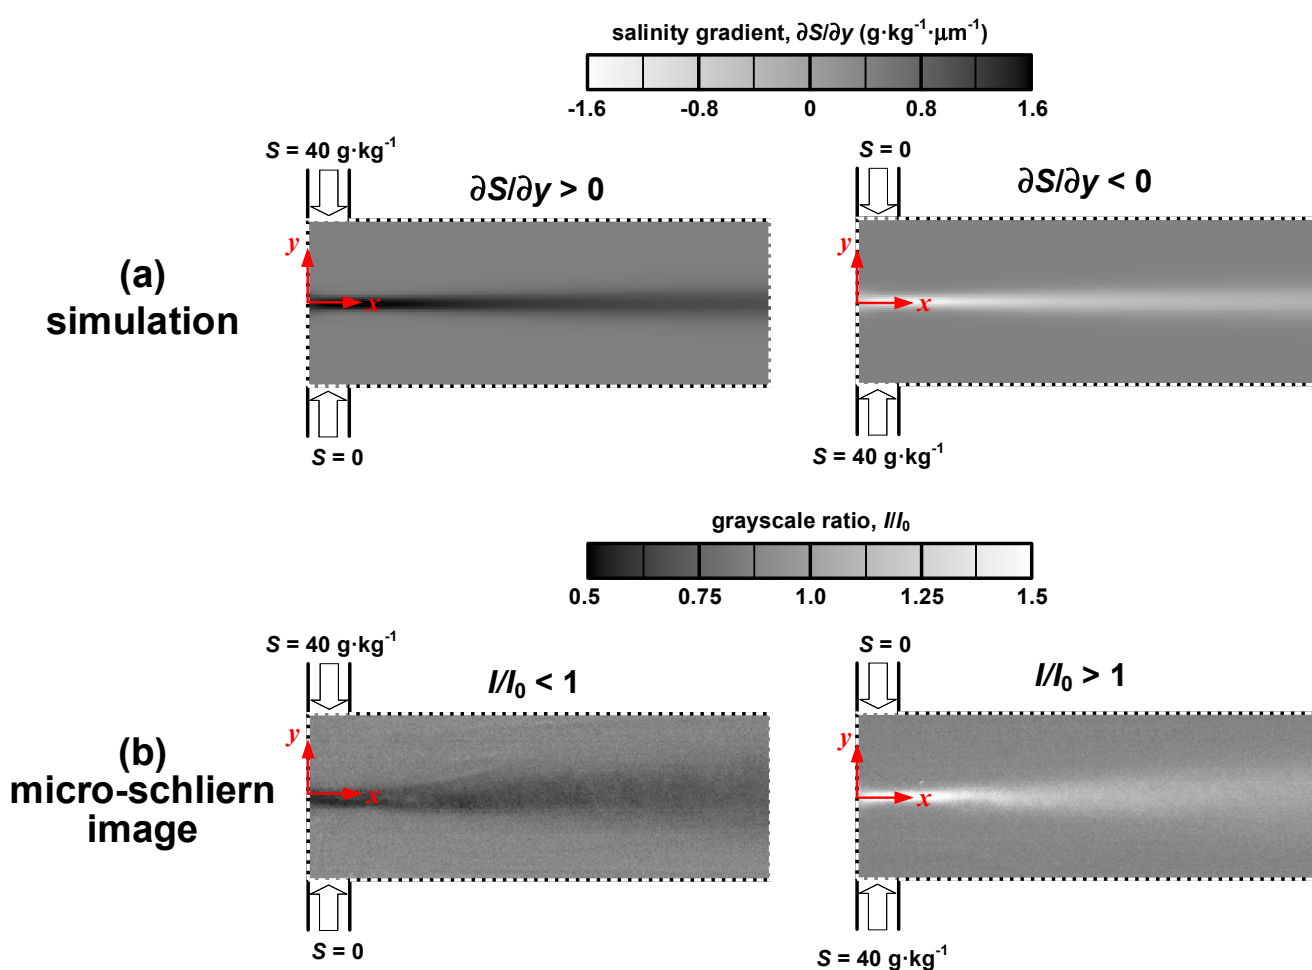 salinity gradient, ∂S/∂y (g·kg⁻¹·μm⁻¹)
-1.6 -0.8 0 0.8 1.6
S = 40 g·kg⁻¹
S = 0
∂S/∂y > 0
∂S/∂y < 0
(a)
simulation
y
x
y
x
S = 0
S = 40 g·kg⁻¹
grayscale ratio, I/I₀
0.5 0.75 1.0 1.25 1.5
S = 40 g·kg⁻¹
S = 0
I/I₀ < 1
I/I₀ > 1
(b)
micro-schliern
image
y
x
y
x
S = 0
S = 40 g·kg⁻¹